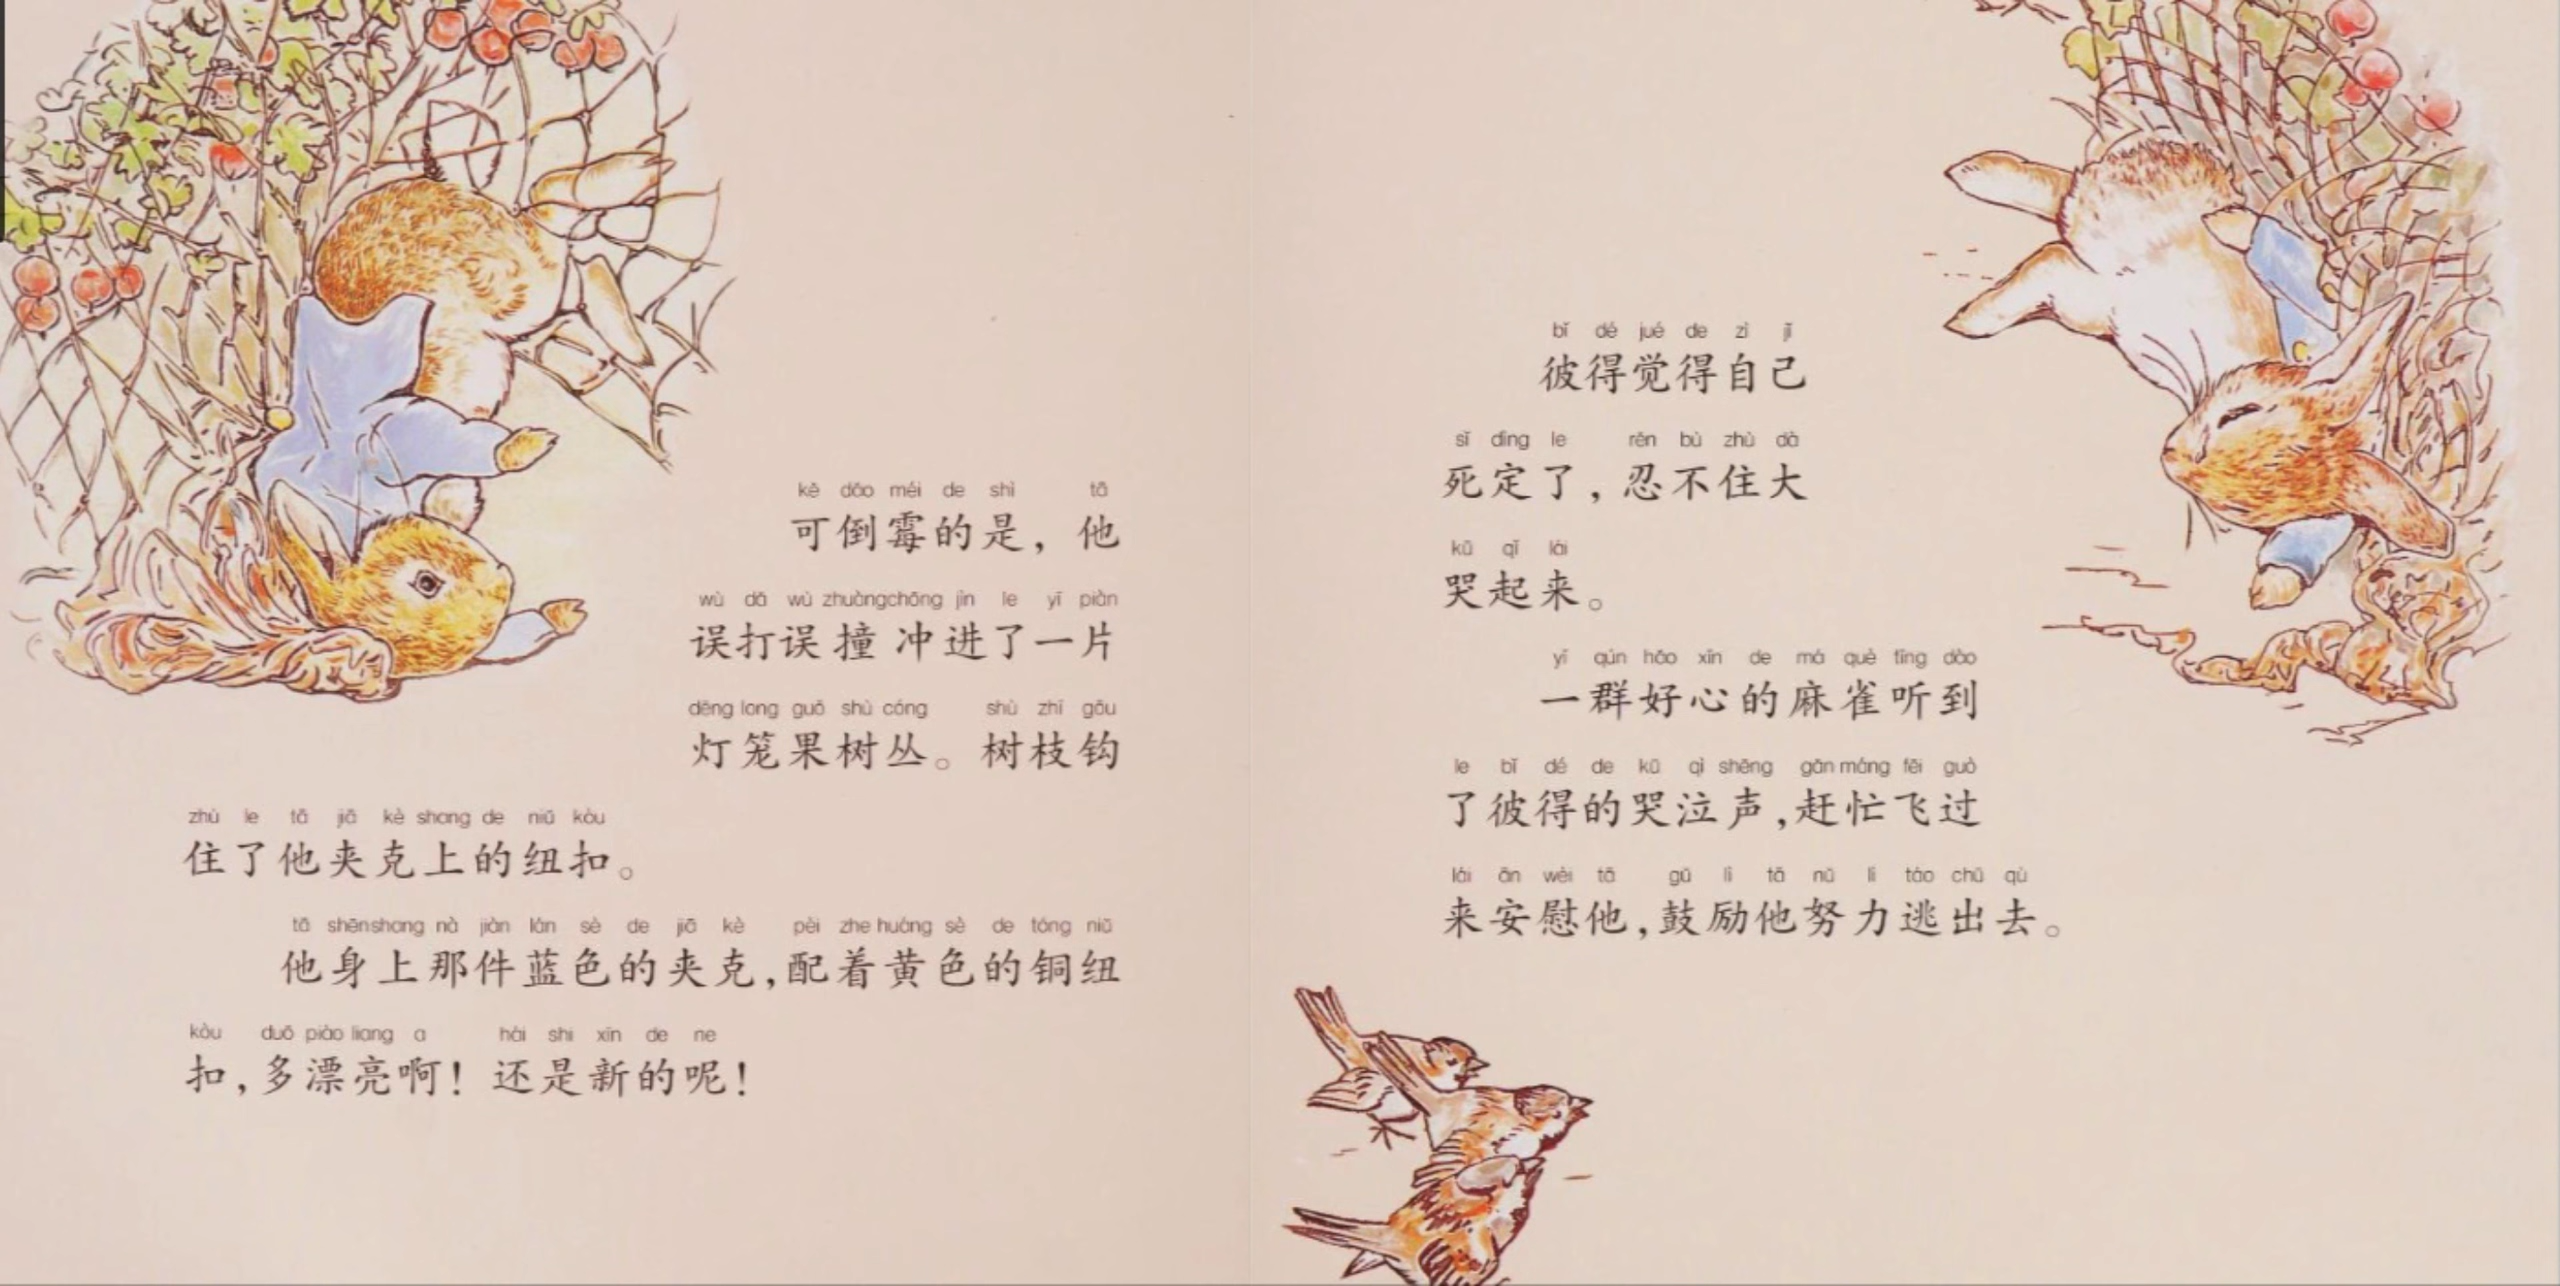 kě dǎo méi de shì tā
可倒霉的是，他
wù dǎ wù zhuàng chōng jìn le yī piàn
误打误撞冲进了一片
dēng long guǒ shù cóng shù zhī gōu
灯笼果树丛。树枝钩
zhù le tā jiā kè shang de niǔ kòu
住了他夹克上的纽扣。
tā shēn shang nà jiàn lán sè de jiā kè pèi zhe huáng sè de tóng niǔ
他身上那件蓝色的夹克，配着黄色的铜纽
kòu duō piào liang a hái shi xīn de ne
扣，多漂亮啊！还是新的呢！
bǐ dé jué de zì jǐ
彼得觉得自己
sǐ dìng le rěn bù zhù dà
死定了，忍不住大
kū qǐ lái
哭起来。
yī qún hǎo xīn de má què tīng dào
一群好心的麻雀听到
le bǐ dé de kū qì shēng gǎn máng fēi guò
了彼得的哭泣声，赶忙飞过
lái ān wèi tā gǔ lì tā nǔ lì táo chū qù
来安慰他，鼓励他努力逃出去。